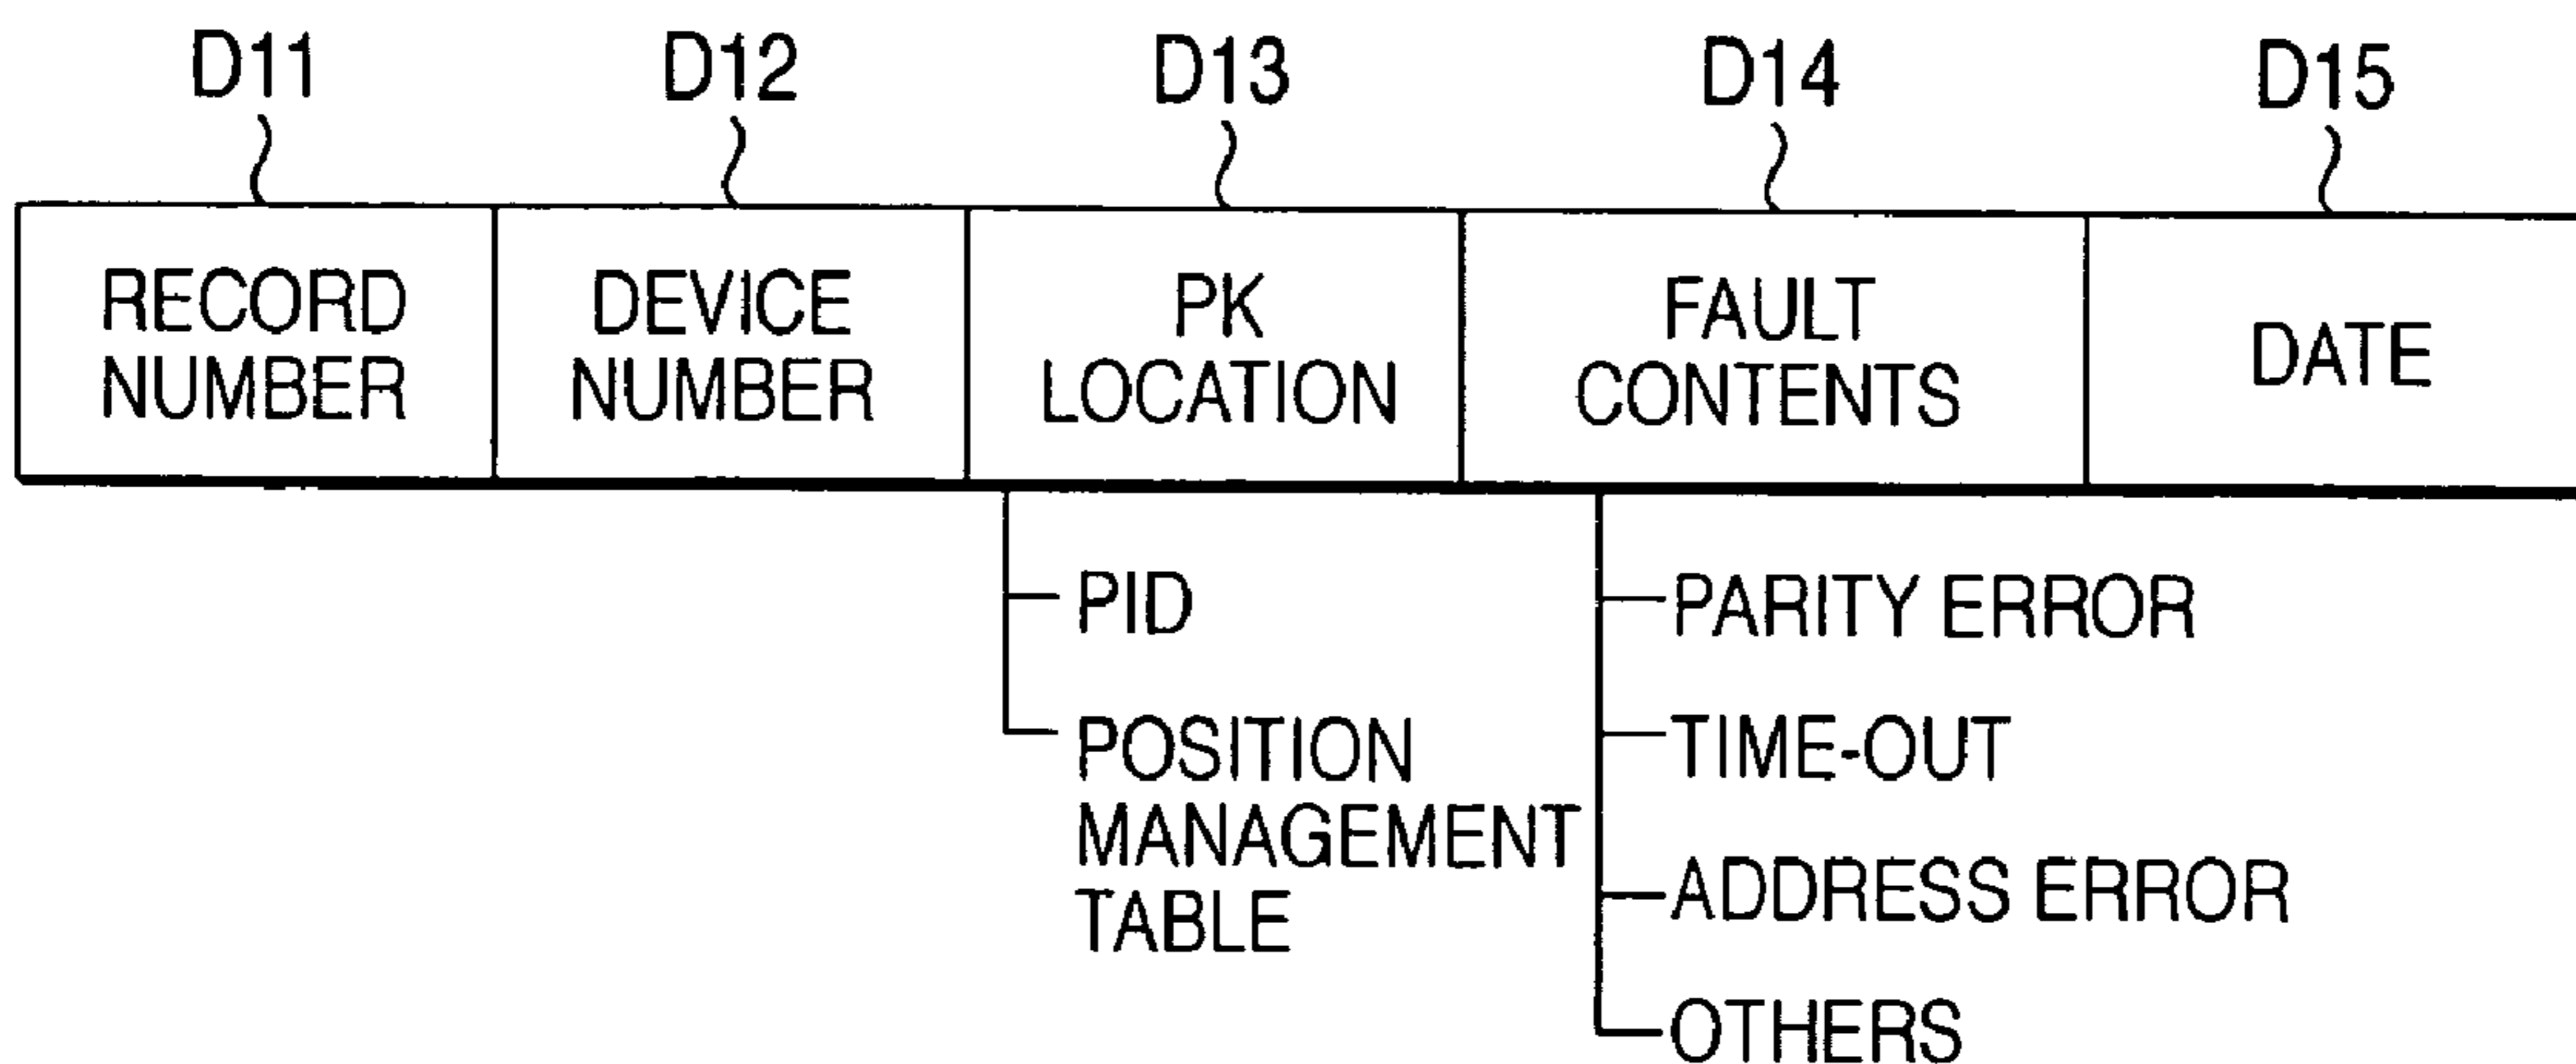 D11 D12 D13 D14 D15
RECORD
NUMBER
DEVICE
NUMBER
PK
LOCATION
FAULT
CONTENTS
DATE
PID
POSITION
MANAGEMENT
TABLE
PARITY ERROR
TIME-OUT
ADDRESS ERROR
OTHERS